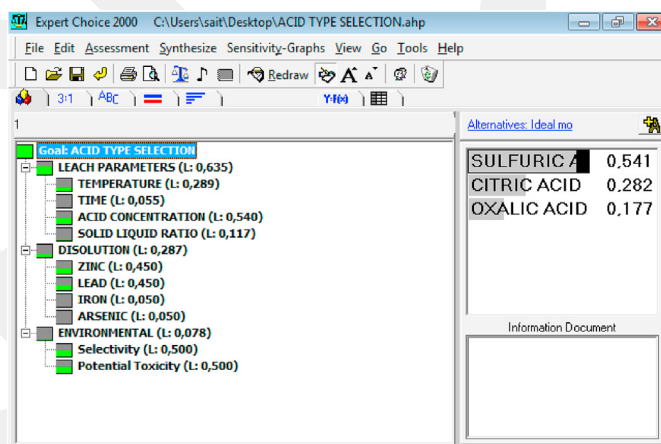 Expert Choice 2000 C:\Users\sait\Desktop\ACID TYPE SELECTION.ahp
File Edit Assessment Synthesize Sensitivity-Graphs View Go Tools Help
Redraw A A
3:1 ABC Y=f(x)
1
Alternatives: Ideal mo
Goal: ACID TYPE SELECTION
LEACH PARAMETERS (L: 0,635)
TEMPERATURE (L: 0,289)
TIME (L: 0,055)
ACID CONCENTRATION (L: 0,540)
SOLID LIQUID RATIO (L: 0,117)
DISOLUTION (L: 0,287)
ZINC (L: 0,450)
LEAD (L: 0,450)
IRON (L: 0,050)
ARSENIC (L: 0,050)
ENVIRONMENTAL (L: 0,078)
Selectivity (L: 0,500)
Potential Toxicity (L: 0,500)
SULFURIC A 0,541
CITRIC ACID 0,282
OXALIC ACID 0,177
Information Document